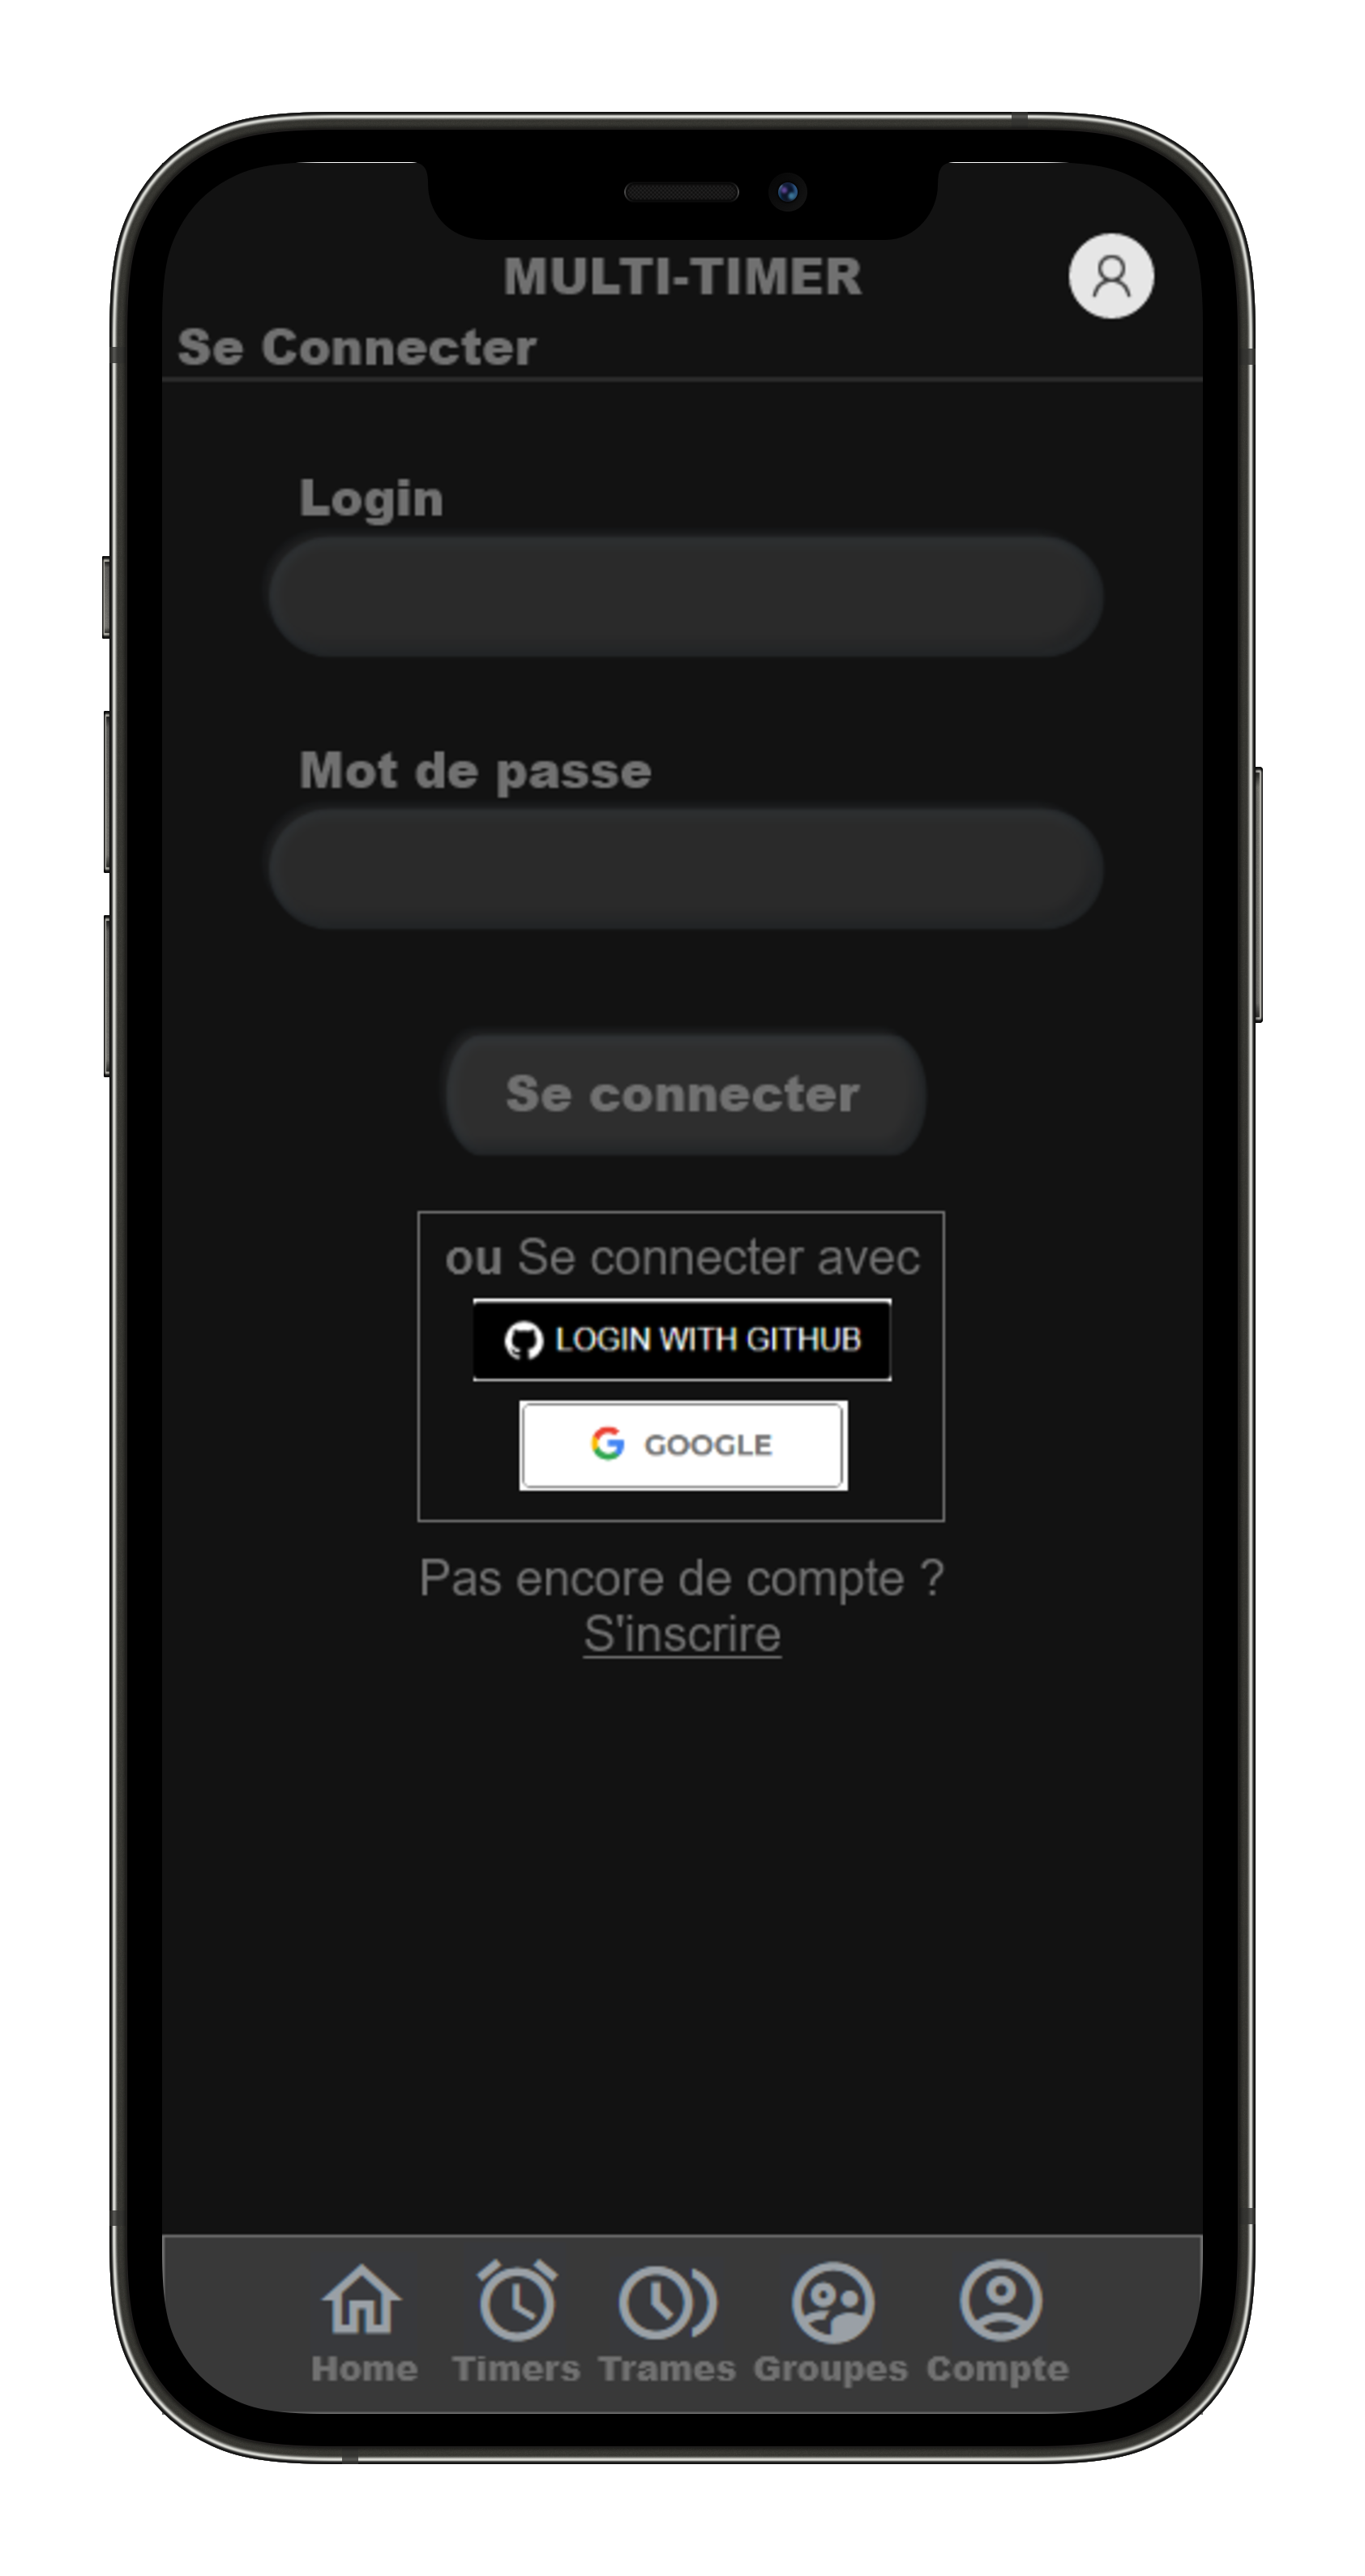 MULTI-TIMER
Se Connecter
Login
Mot de passe
Se connecter
ou Se connecter avec
LOGIN WITH GITHUB
GOOGLE
Pas encore de compte ?
S'inscrire
Home Timers Trames Groupes Compte